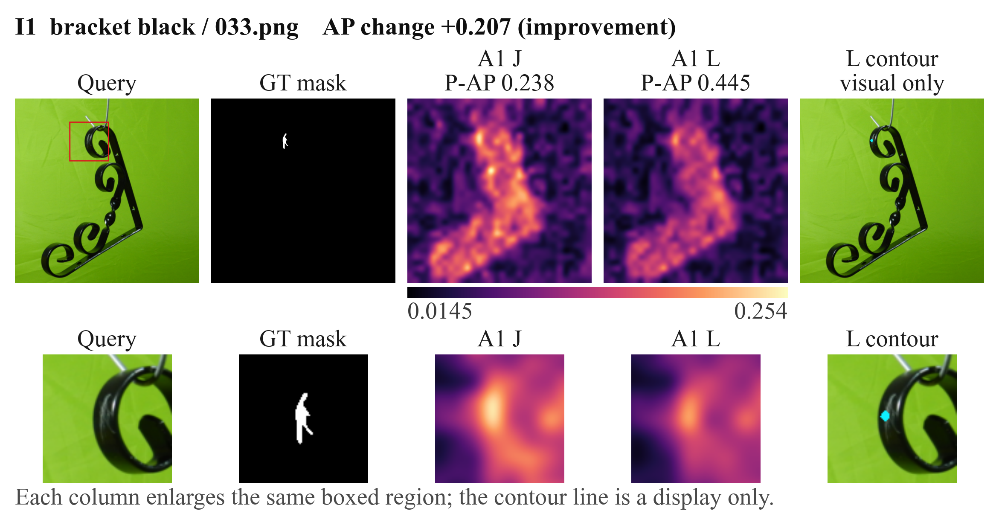 I1 bracket black / 033.png AP change +0.207 (improvement)
Query
GT mask
A1 J
P-AP 0.238
A1 L
P-AP 0.445
L contour
visual only
0.0145
0.254
Query
GT mask
A1 J
A1 L
L contour
Each column enlarges the same boxed region; the contour line is a display only.